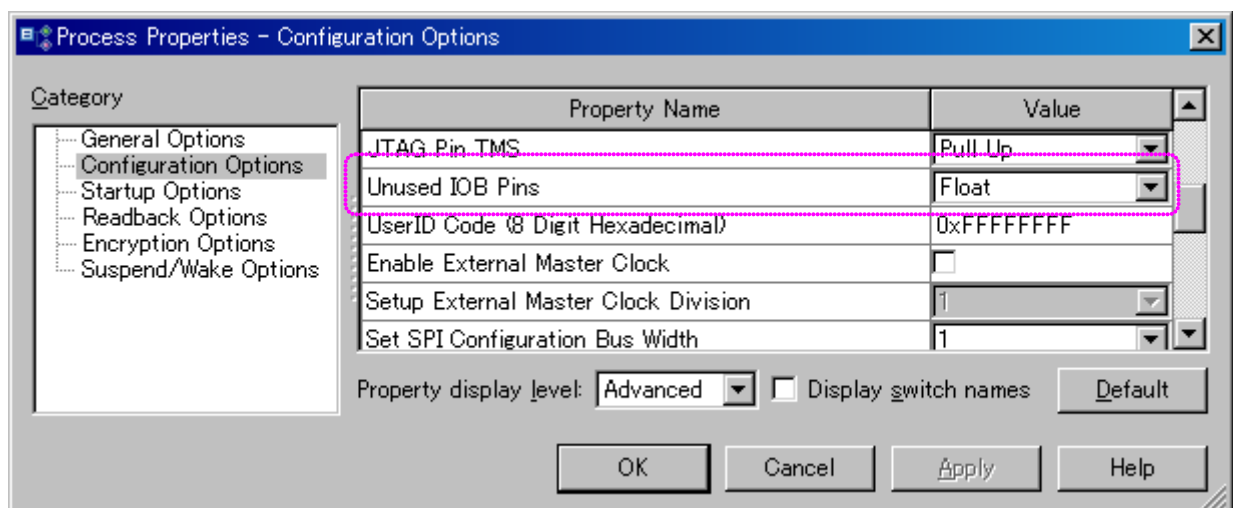 Process Properties - Configuration Options
Category
General Options
Configuration Options
Startup Options
Readback Options
Encryption Options
Suspend/Wake Options
Property Name Value
JTAG Pin TMS Pull Up
Unused IOB Pins Float
UserID Code (8 Digit Hexadecimal) 0xFFFFFFFF
Enable External Master Clock
Setup External Master Clock Division 1
Set SPI Configuration Bus Width 1
Property display level: Advanced Display switch names Default
OK Cancel Apply Help